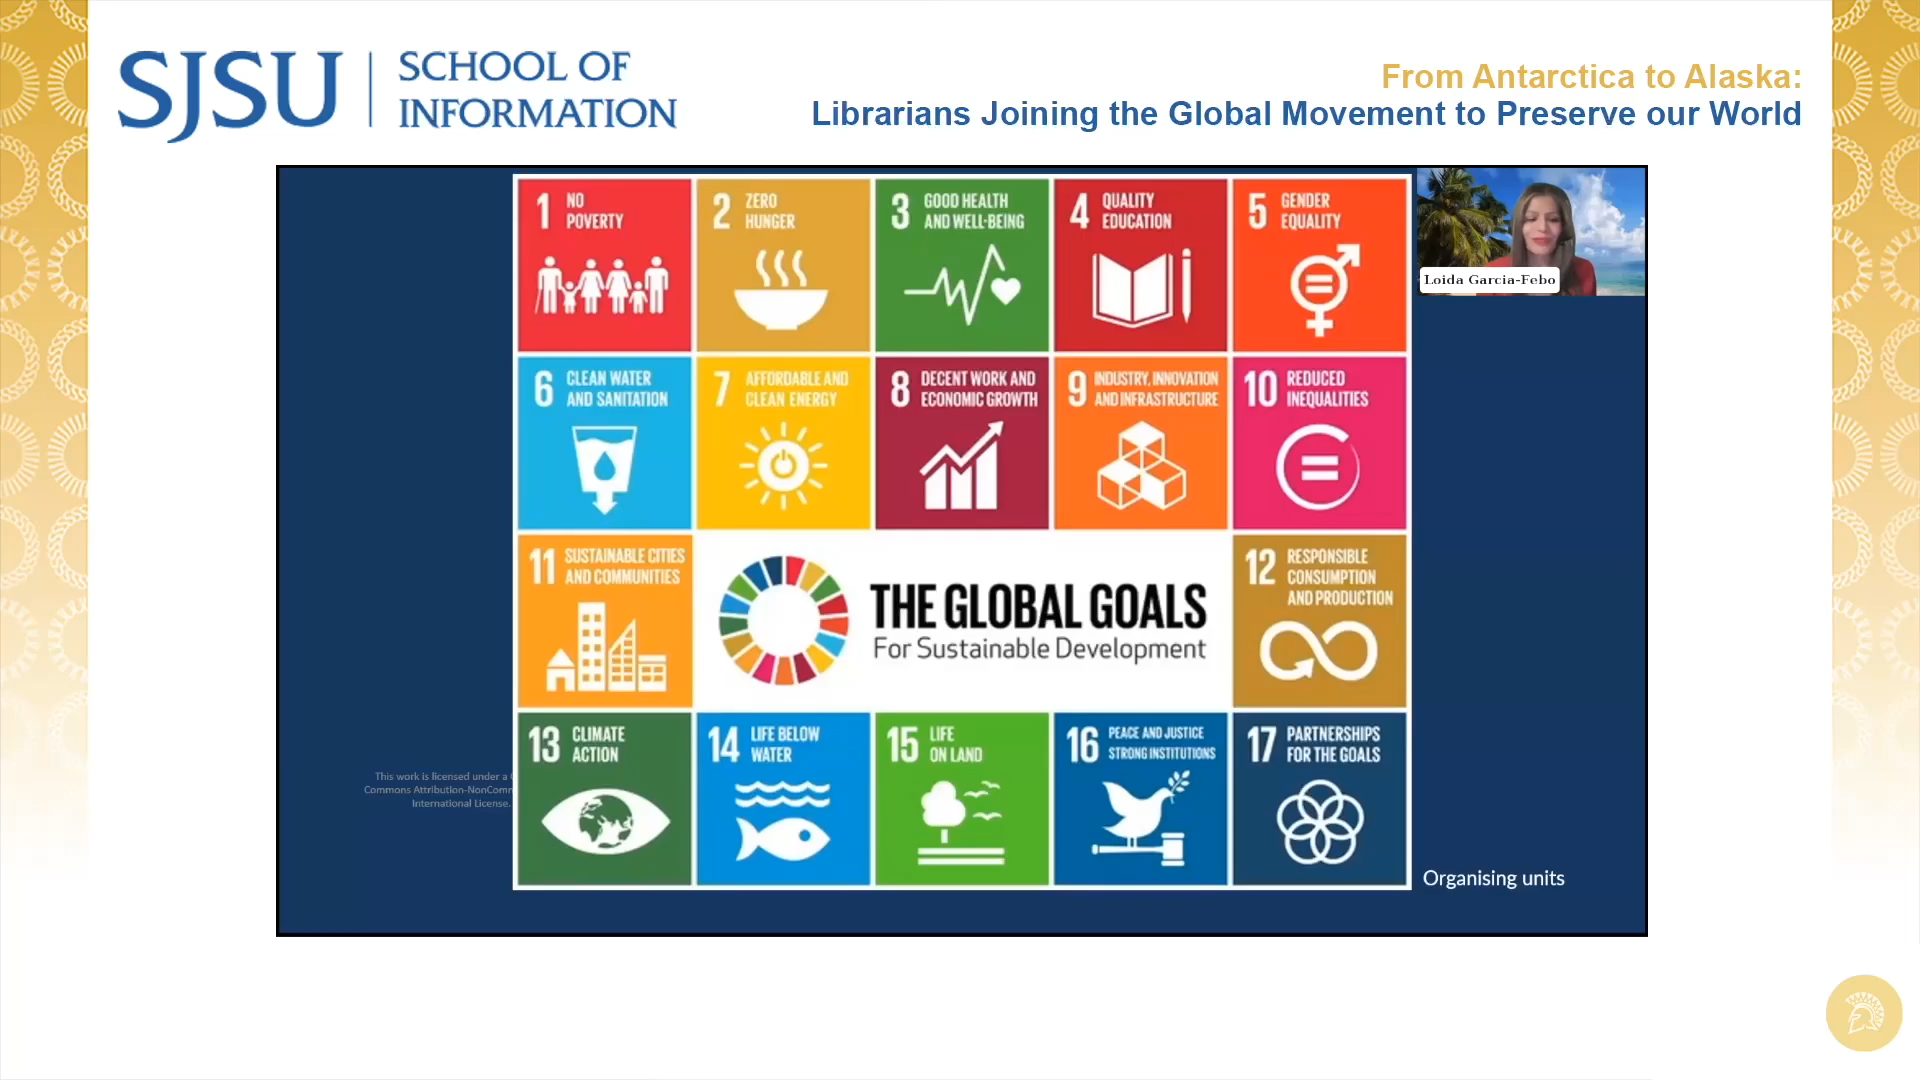 SJSU
SCHOOL OF
INFORMATION
From Antarctica to Alaska:
Librarians Joining the Global Movement to Preserve our World
1 NO
POVERTY
2 ZERO
HUNGER
3 GOOD HEALTH
AND WELL-BEING
4 QUALITY
EDUCATION
5 GENDER
EQUALITY
Loida Garcia-Febo
6 CLEAN WATER
AND SANITATION
7 AFFORDABLE AND
CLEAN ENERGY
8 DECENT WORK AND
ECONOMIC GROWTH
9 INDUSTRY, INNOVATION
AND INFRASTRUCTURE
10 REDUCED
INEQUALITIES
11 SUSTAINABLE CITIES
AND COMMUNITIES
THE GLOBAL GOALS
For Sustainable Development
12 RESPONSIBLE
CONSUMPTION
AND PRODUCTION
13 CLIMATE
ACTION
14 LIFE BELOW
WATER
15 LIFE
ON LAND
16 PEACE AND JUSTICE
STRONG INSTITUTIONS
17 PARTNERSHIPS
FOR THE GOALS
This work is licensed under a
Commons Attribution-NonComm
International License.
Organising units